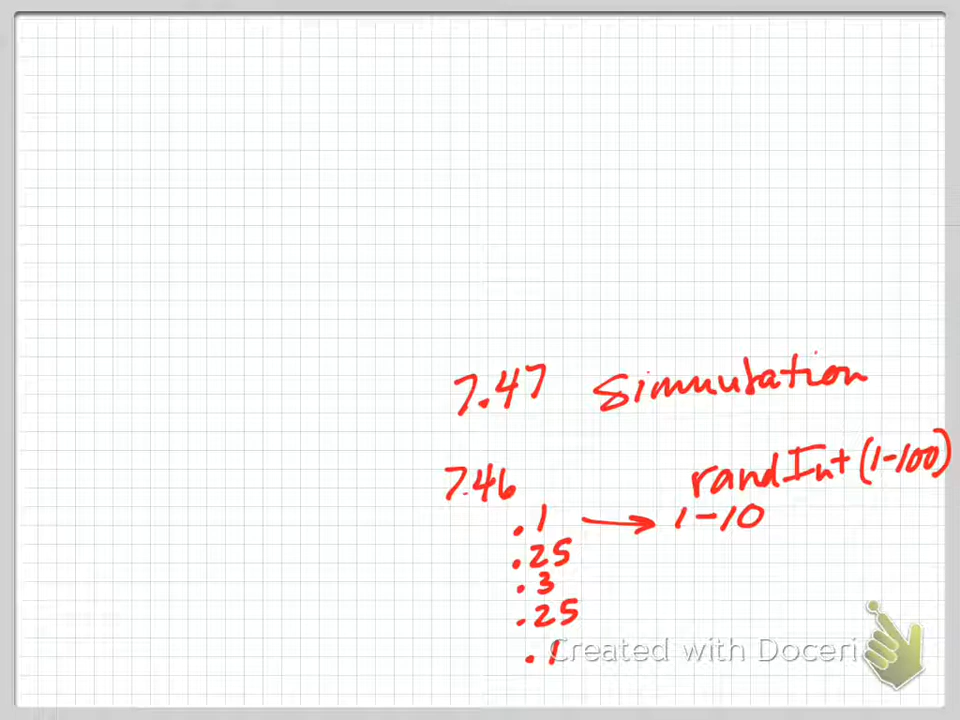 7.47 Simmulation
7.46 randInt (1-100)
.1 → 1-10
.25
.3
.25
.1
Created with Doceri